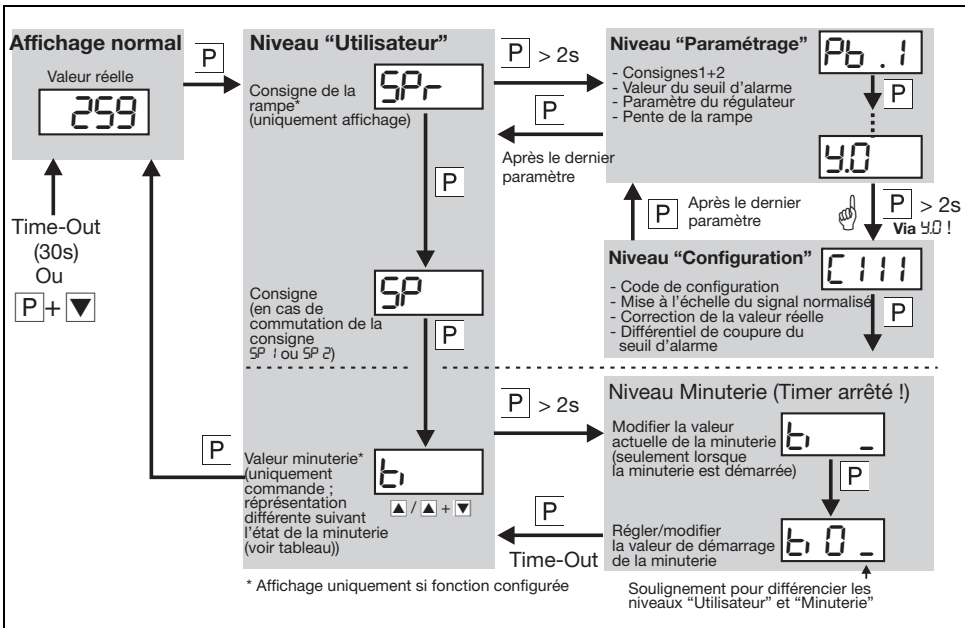 Affichage normal
Valeur réelle
259
P
Time-Out
(30s)
Ou
P + ▼
Niveau “Utilisateur”
Consigne de la
rampe*
(uniquement affichage)
SPr
P
Consigne
(en cas de
commutation de la
consigne
SP 1 ou SP 2)
SP
P
P
Valeur minuterie*
(uniquement
commande ;
réprésentation
différente suivant
l’état de la minuterie
(voir tableau))
ti
▲ / ▲ + ▼
* Affichage uniquement si fonction configurée
P > 2s
P
Après le dernier
paramètre
Niveau “Paramétrage”
- Consignes1+2
- Valeur du seuil d’alarme
- Paramètre du régulateur
- Pente de la rampe
Pb.1
P
y.0
P
Après le dernier
paramètre
P > 2s
Via y.0 !
Niveau “Configuration”
- Code de configuration
- Mise à l’échelle du signal normalisé
- Correction de la valeur réelle
- Différentiel de coupure du
seuil d’alarme
C111
P
P > 2s
P
Time-Out
Niveau Minuterie (Timer arrêté !)
Modifier la valeur
actuelle de la minuterie
(seulement lorsque
la minuterie est démarrée)
ti _
P
Régler/modifier
la valeur de démarrage
de la minuterie
ti 0 _
Soulignement pour différencier les
niveaux “Utilisateur” et “Minuterie”